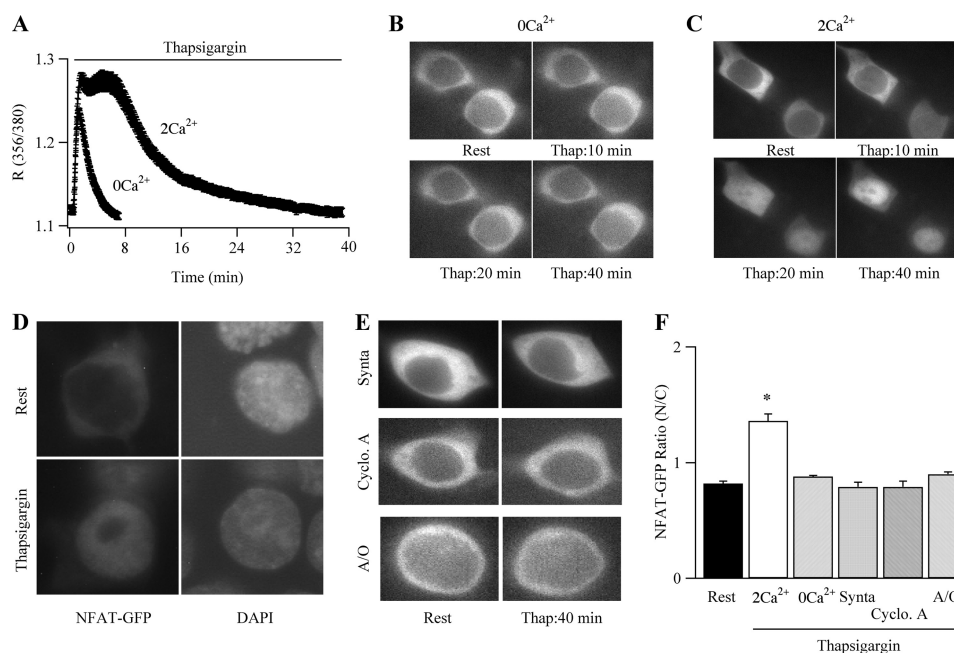 A
Thapsigargin
1.3
1.2
1.1
R (356/380)
2Ca²⁺
0Ca²⁺
0 8 16 24 32 40
Time (min)
B
0Ca²⁺
Rest Thap:10 min
Thap:20 min Thap:40 min
C
2Ca²⁺
Rest Thap:10 min
Thap:20 min Thap:40 min
D
Rest
Thapsigargin
NFAT-GFP DAPI
E
Synta
Cyclo. A
A/O
Rest Thap:40 min
F
2
1
0
NFAT-GFP Ratio (N/C)
*
Rest 2Ca²⁺ 0Ca²⁺ Synta A/O
Cyclo. A
Thapsigargin